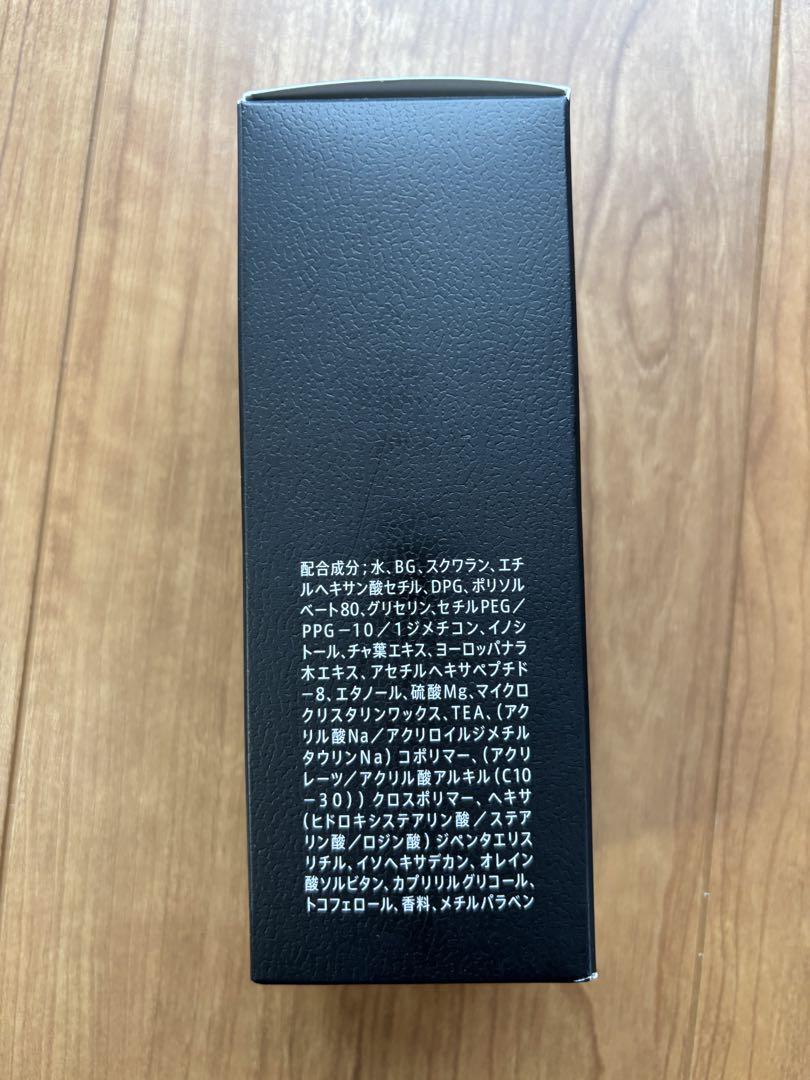 配合成分；水、BG、スクワラン、エチ
ルヘキサン酸セチル、DPG、ポリソル
ベート80、グリセリン、セチルPEG／
PPG－10／1ジメチコン、イノシ
トール、チャ葉エキス、ヨーロッパナラ
木エキス、アセチルヘキサペプチド
－8、エタノール、硫酸Mg、マイクロ
クリスタリンワックス、TEA、（アク
リル酸Na／アクリロイルジメチル
タウリンNa）コポリマー、（アクリ
レーツ／アクリル酸アルキル（C10
－30））クロスポリマー、ヘキサ
（ヒドロキシステアリン酸／ステア
リン酸／ロジン酸）ジペンタエリス
リチル、イソヘキサデカン、オレイン
酸ソルビタン、カプリリルグリコール、
トコフェロール、香料、メチルパラベン